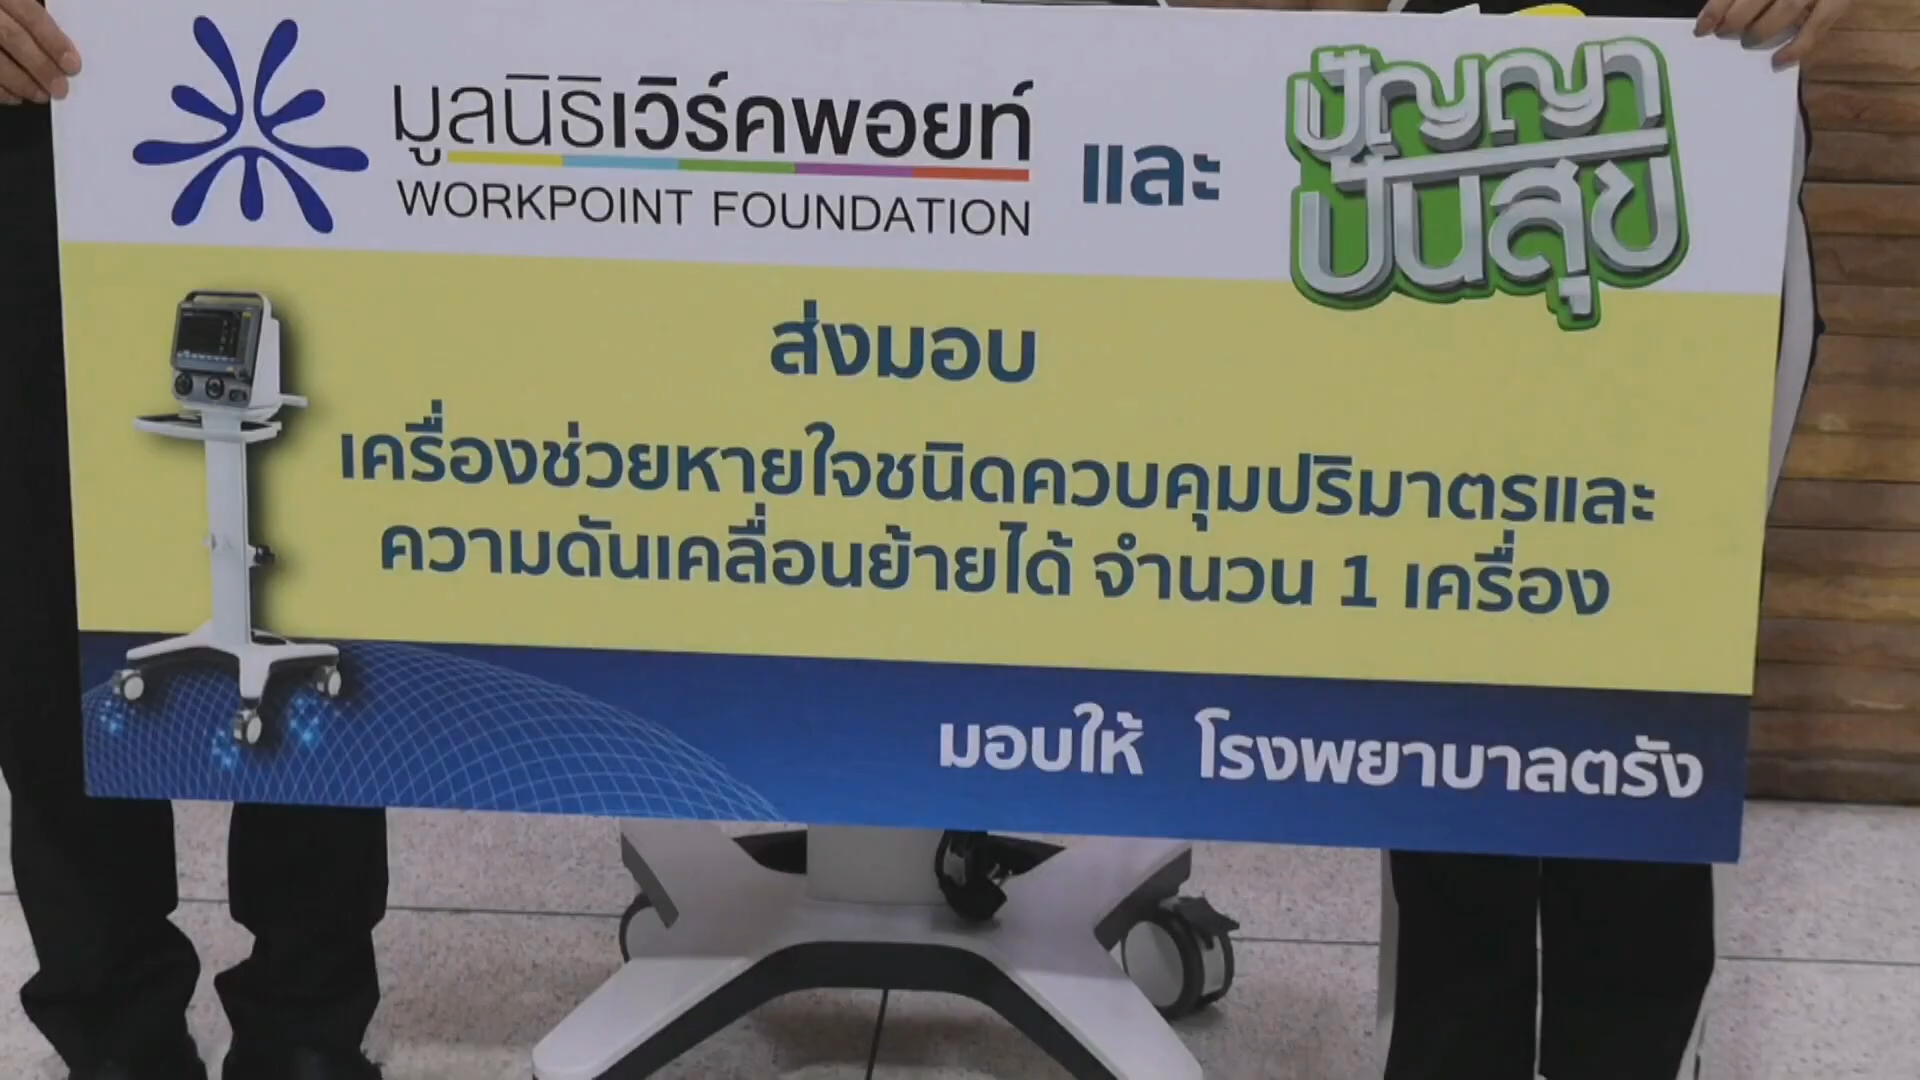 มูลนิธิเวิร์คพอยท์
WORKPOINT FOUNDATION
และ
ปัญญา
ปันสุข
ส่งมอบ
เครื่องช่วยหายใจชนิดควบคุมปริมาตรและ
ความดันเคลื่อนย้ายได้ จำนวน 1 เครื่อง
มอบให้ โรงพยาบาลตรัง